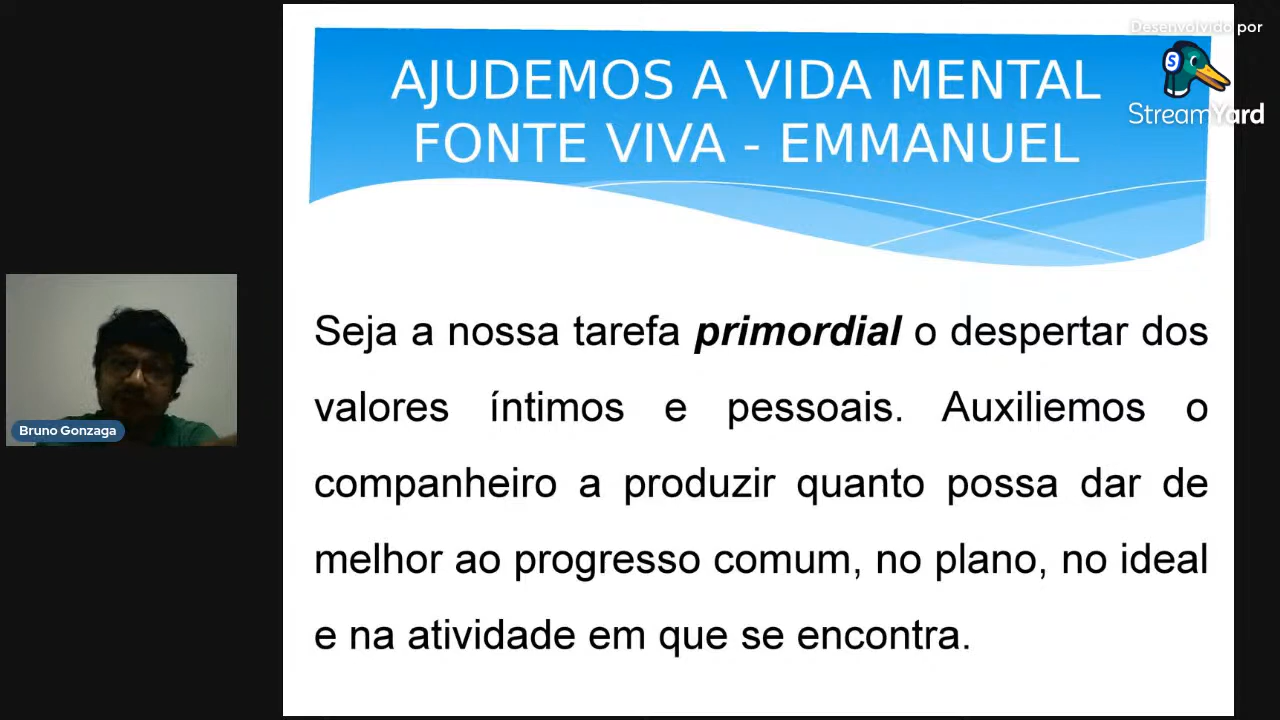 Desenvolvido por
StreamYard
AJUDEMOS A VIDA MENTAL
FONTE VIVA - EMMANUEL
Seja a nossa tarefa primordial o despertar dos
valores íntimos e pessoais. Auxiliemos o
companheiro a produzir quanto possa dar de
melhor ao progresso comum, no plano, no ideal
e na atividade em que se encontra.
Bruno Gonzaga